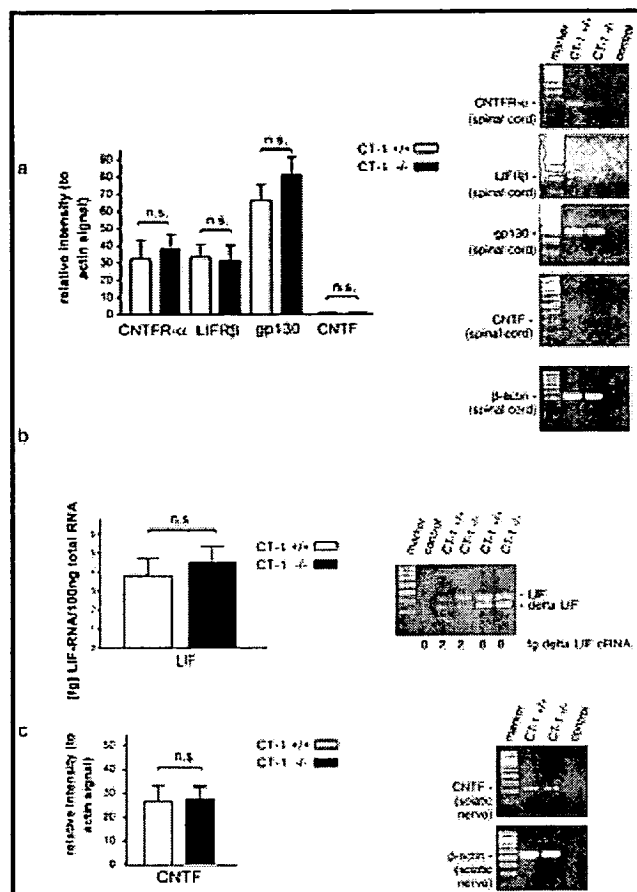 a
relative intensity (to
actin signal)
90
80
70
60
50
40
30
20
10
0
n.s.
n.s.
n.s.
n.s.
CT-1 +/+
CT-1 -/-
CNTFR-α LIFRβ gp130 CNTF
marker CT-1 +/+ CT-1 -/- control
CNTFR-α -
(spinal cord)
LIFRβ -
(spinal cord)
gp130 -
(spinal cord)
CNTF -
(spinal cord)
β-actin -
(spinal cord)
b
[fg] LIF-RNA/100ng total RNA
n.s
CT-1 +/+
CT-1 -/-
LIF
marker control CT-1 +/+ CT-1 -/- CT-1 +/+ CT-1 -/-
- LIF
- delta LIF
0 2 2
fg delta LIF cRNA
c
relative intensity (to
actin signal)
50
40
30
20
10
0
n.s
CT-1 +/+
CT-1 -/-
CNTF
marker CT-1 +/+ CT-1 -/- control
CNTF -
(sciatic
nerve)
β-actin -
(sciatic
nerve)